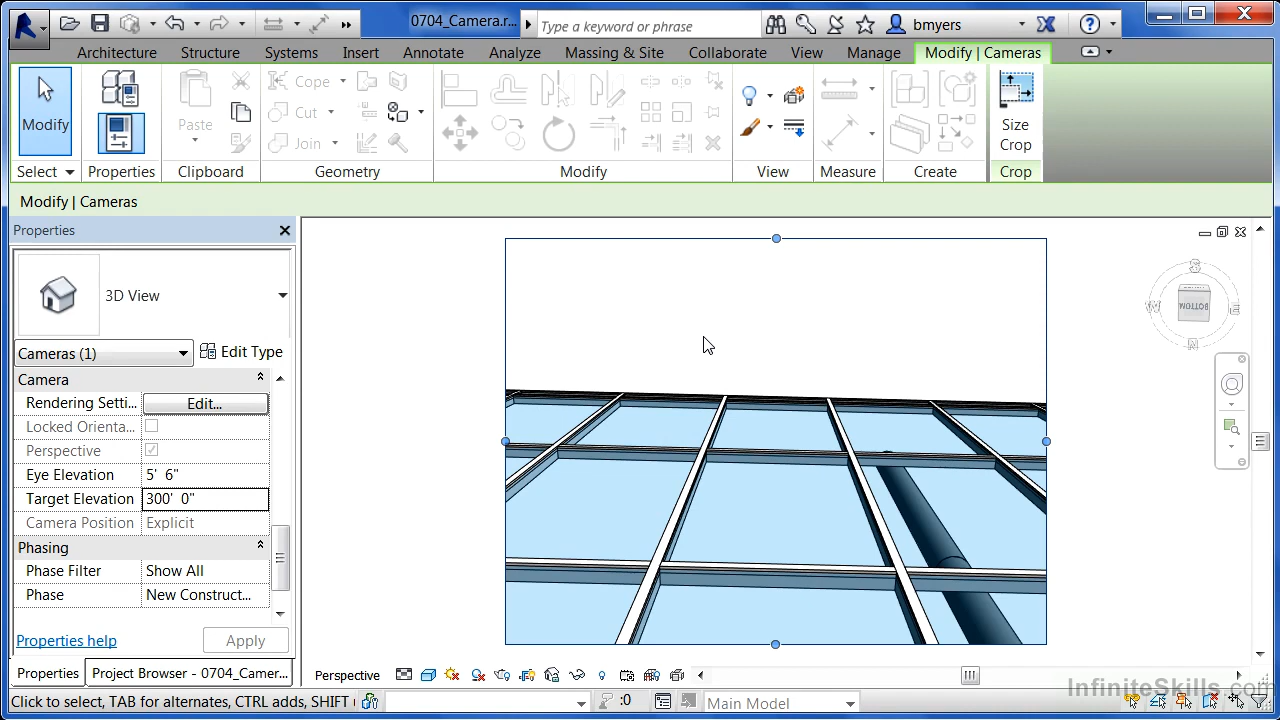 0704_Camera.r...
Type a keyword or phrase
bmyers
Architecture Structure Systems Insert Annotate Analyze Massing & Site Collaborate View Manage Modify | Cameras
Modify
Paste
Cope
Cut
Join
Size
Crop
Select Properties Clipboard Geometry Modify View Measure Create Crop
Modify | Cameras
Properties
3D View
Cameras (1) Edit Type
Camera
Rendering Setti... Edit...
Locked Orienta...
Perspective
Eye Elevation 5' 6"
Target Elevation 300' 0"
Camera Position Explicit
Phasing
Phase Filter Show All
Phase New Construct...
Properties help Apply
Properties Project Browser - 0704_Camer...
BOTTOM
S
W
E
N
Perspective
Click to select, TAB for alternates, CTRL adds, SHIFT u :0 Main Model
InfiniteSkills.com